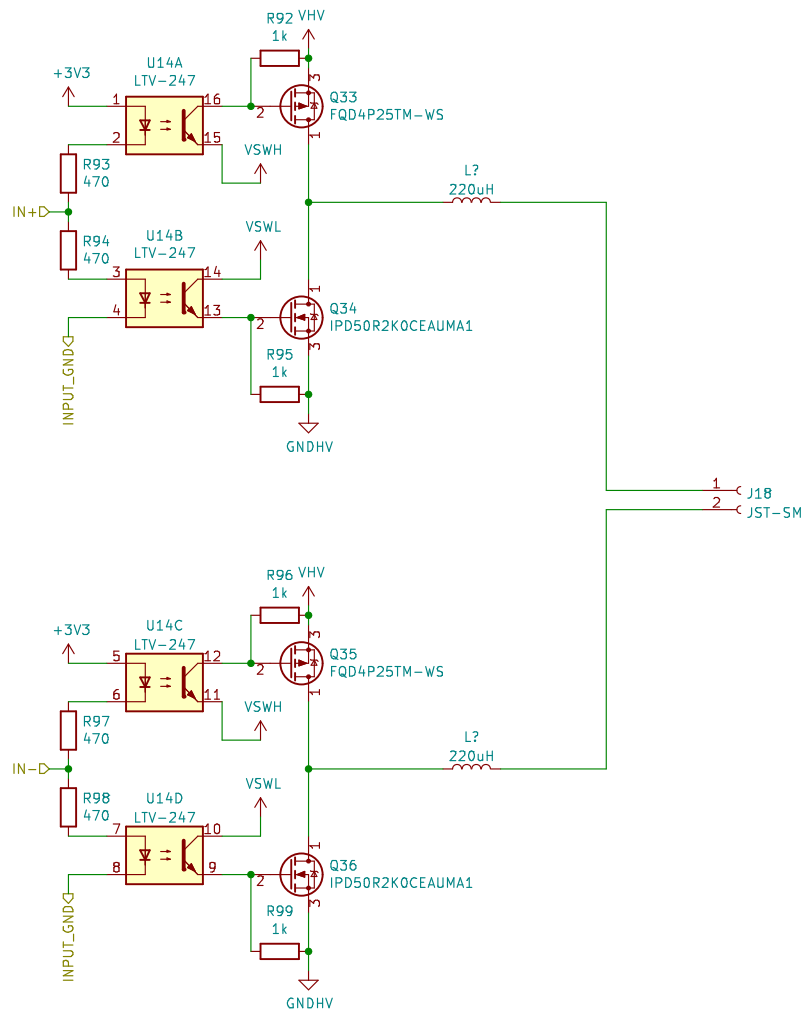 R92
1k
VHV
U14A
LTV-247
+3V3
1
16
3
Q33
FQD4P25TM-WS
2
2
15
1
VSWH
R93
470
L?
220uH
IN+
R94
470
U14B
LTV-247
VSWL
3
14
1
4
13
2
Q34
IPD50R2K0CEAUMA1
3
R95
1k
INPUT_GND
GNDHV
1
J18
2
JST-SM
R96
1k
VHV
U14C
LTV-247
+3V3
5
12
3
Q35
FQD4P25TM-WS
2
6
11
1
VSWH
R97
470
L?
220uH
IN-
R98
470
U14D
LTV-247
VSWL
7
10
1
8
9
2
Q36
IPD50R2K0CEAUMA1
3
R99
1k
INPUT_GND
GNDHV